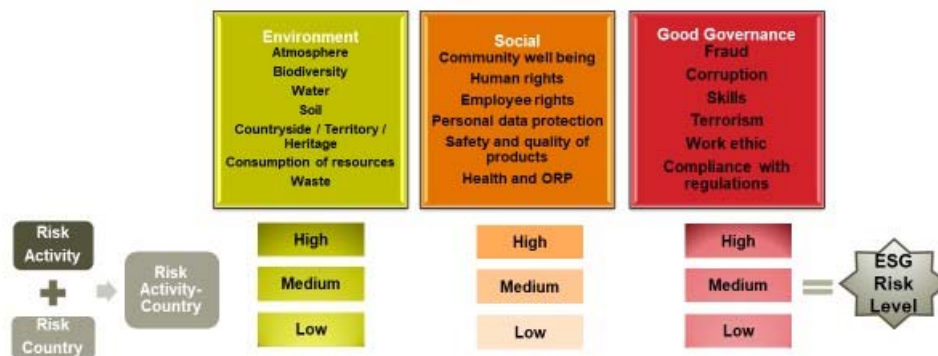 Environment
Atmosphere
Biodiversity
Water
Soil
Countryside / Territory /
Heritage
Consumption of resources
Waste
Social
Community well being
Human rights
Employee rights
Personal data protection
Safety and quality of
products
Health and ORP
Good Governance
Fraud
Corruption
Skills
Terrorism
Work ethic
Compliance with
regulations
Risk
Activity
+
Risk
Country
Risk
Activity-
Country
High
Medium
Low
High
Medium
Low
High
Medium
Low
=
ESG
Risk
Level